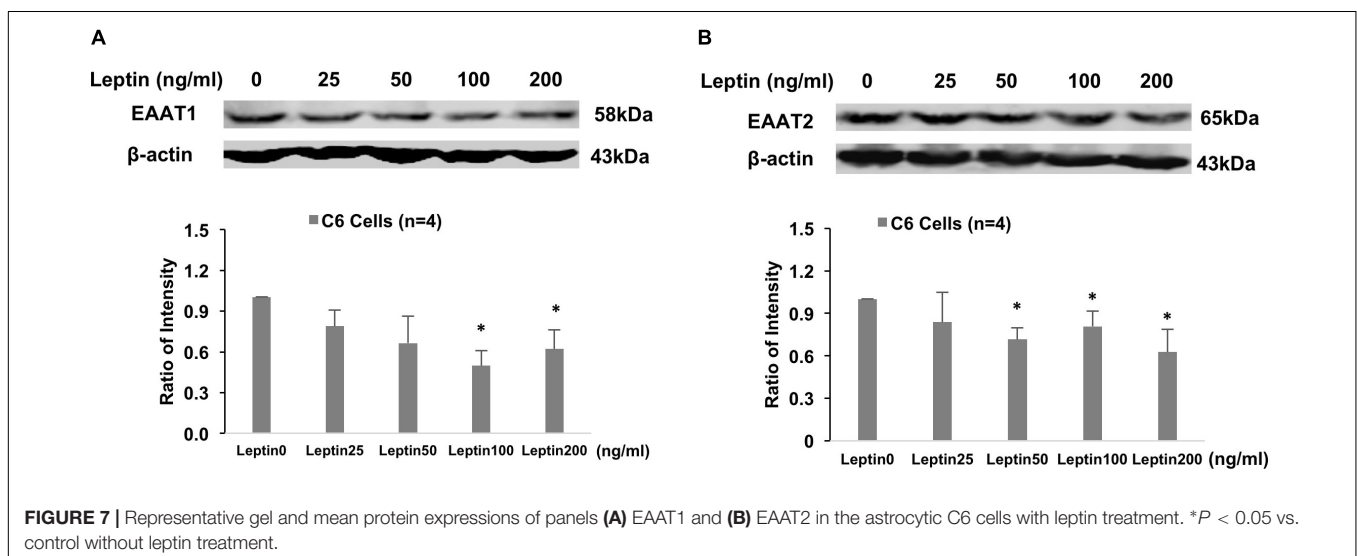 A
Leptin (ng/ml) 0 25 50 100 200
EAAT1 58kDa
β-actin 43kDa
C6 Cells (n=4)
Ratio of Intensity
1.5
1.2
0.9
0.6
0.3
0.0
*
*
Leptin0 Leptin25 Leptin50 Leptin100 Leptin200 (ng/ml)
B
Leptin (ng/ml) 0 25 50 100 200
EAAT2 65kDa
β-actin 43kDa
C6 Cells (n=4)
Ratio of Intensity
1.5
1.2
0.9
0.6
0.3
0
*
*
*
Leptin0 Leptin25 Leptin50 Leptin100 Leptin200 (ng/ml)
FIGURE 7 | Representative gel and mean protein expressions of panels (A) EAAT1 and (B) EAAT2 in the astrocytic C6 cells with leptin treatment. *P < 0.05 vs.
control without leptin treatment.